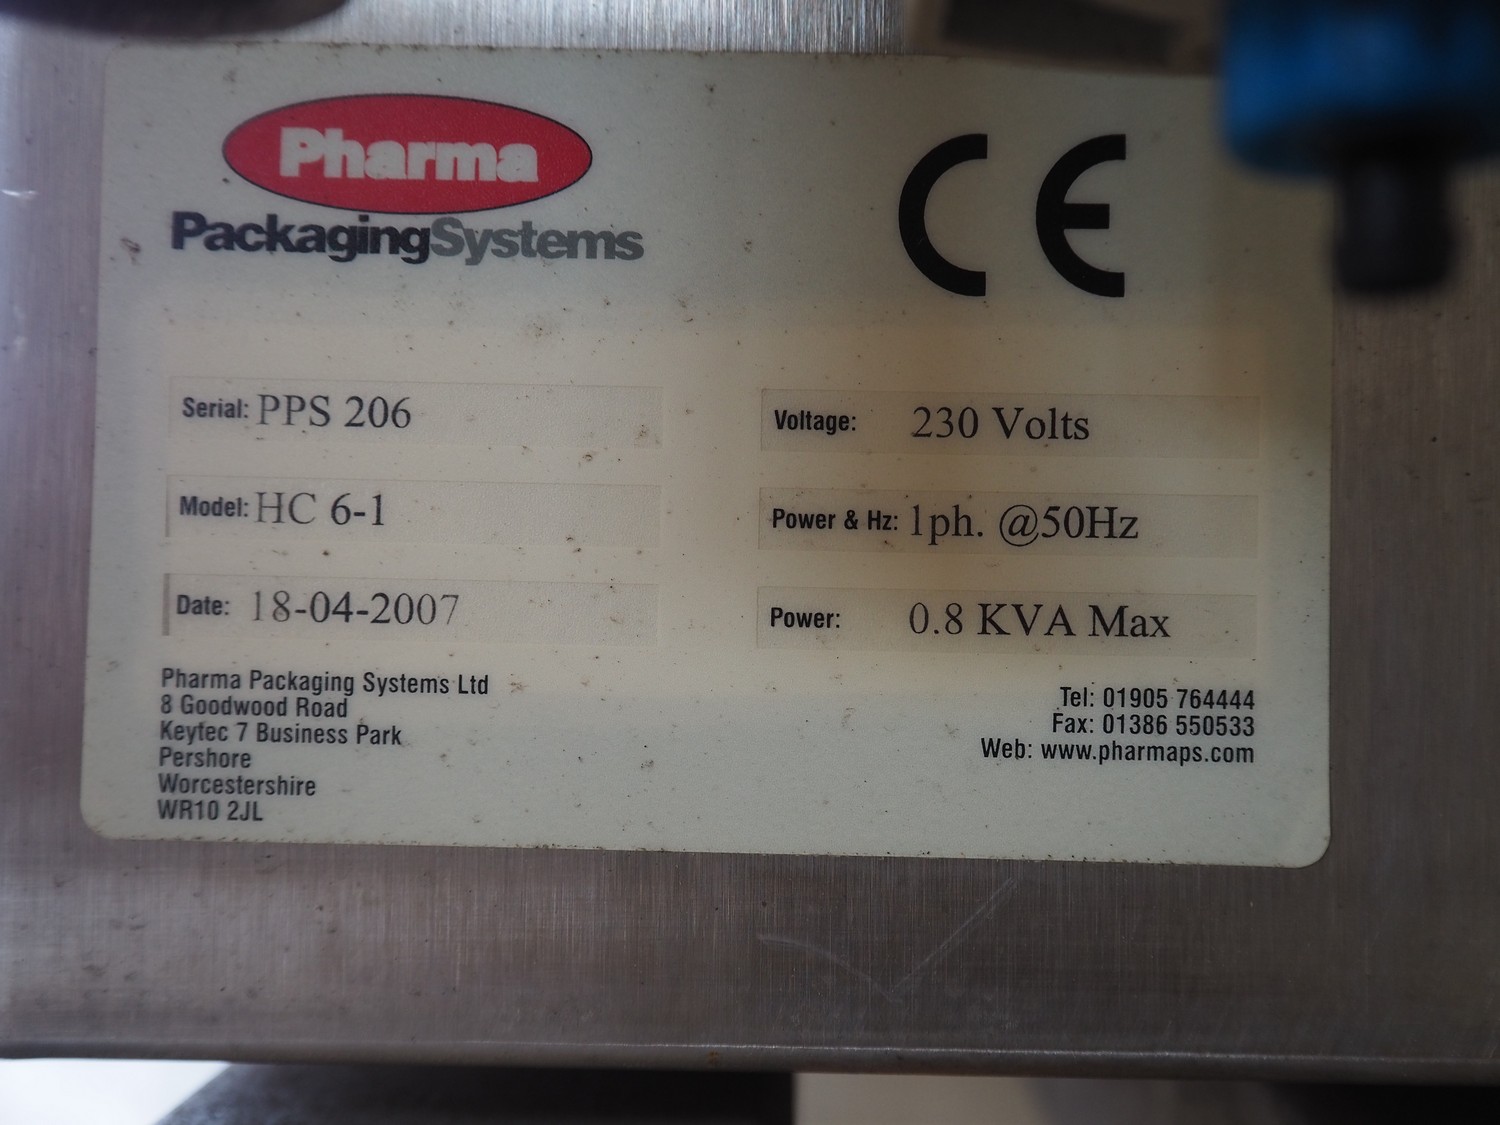 Pharma
PackagingSystems
CE
Serial: PPS 206
Model: HC 6-1
Date: 18-04-2007
Voltage: 230 Volts
Power & Hz: 1ph. @50Hz
Power: 0.8 KVA Max
Pharma Packaging Systems Ltd
8 Goodwood Road
Keytec 7 Business Park
Pershore
Worcestershire
WR10 2JL
Tel: 01905 764444
Fax: 01386 550533
Web: www.pharmaps.com